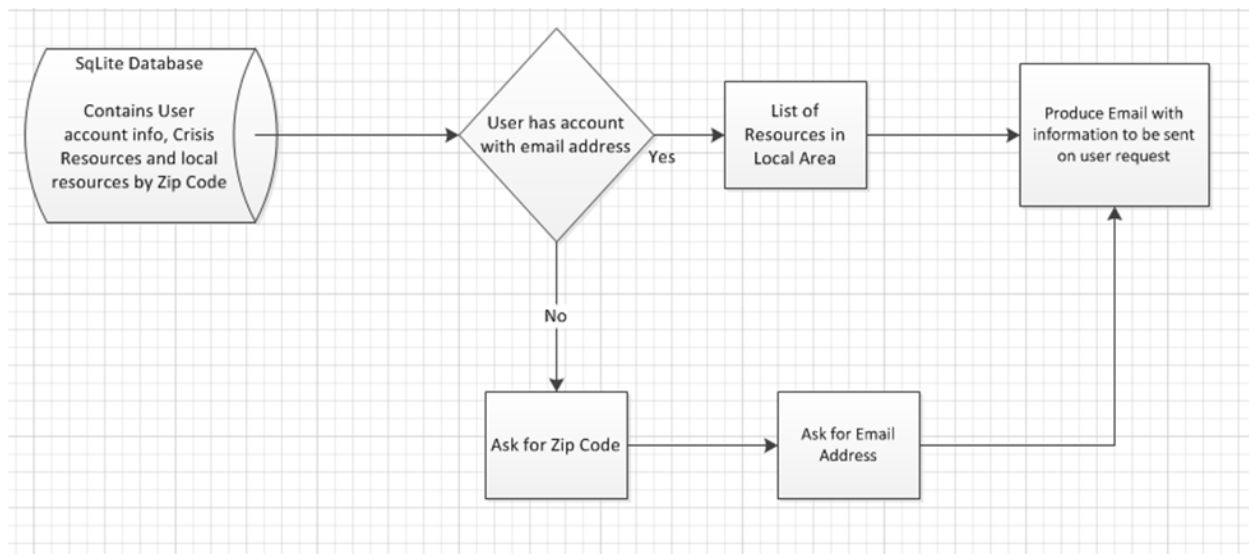 SqLite Database
Contains User
account info, Crisis
Resources and local
resources by Zip Code
User has account
with email address
Yes
List of
Resources in
Local Area
Produce Email with
information to be sent
on user request
No
Ask for Zip Code
Ask for Email
Address